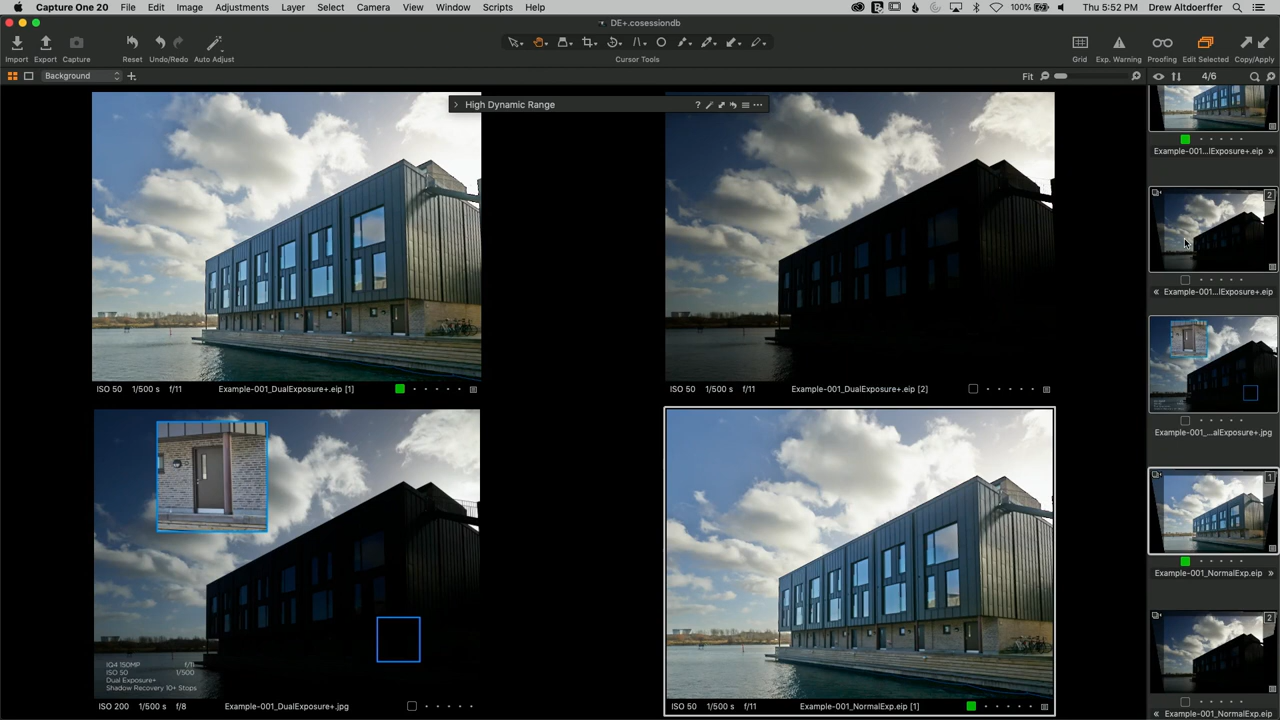 Capture One 20 File Edit Image Adjustments Layer Select Camera View Window Scripts Help 100% Thu 5:52 PM Drew Altdoerffer
DE+.cosessiondb
Import Export Capture Reset Undo/Redo Auto Adjust Cursor Tools Grid Exp. Warning Proofing Edit Selected Copy/Apply
Background Fit 4/6
High Dynamic Range ?
Example-001...lExposure+.eip
2
Example-001...lExposure+.eip
ISO 50 1/500 s f/11 Example-001_DualExposure+.eip [1]
ISO 50 1/500 s f/11 Example-001_DualExposure+.eip [2]
Example-001_...alExposure+.jpg
1
Example-001_NormalExp.eip
2
IQ4 150MP f/11
ISO 50 1/500
Dual Exposure+
Shadow Recovery 10+ Stops
ISO 200 1/500 s f/8 Example-001_DualExposure+.jpg
ISO 50 1/500 s f/11 Example-001_NormalExp.eip [1]
Example-001_NormalExp.eip